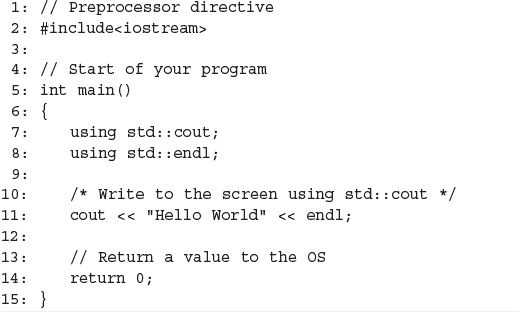 1: // Preprocessor directive
2: #include<iostream>
3:
4: // Start of your program
5: int main()
6: {
7:    using std::cout;
8:    using std::endl;
9:
10:    /* Write to the screen using std::cout */
11:    cout << "Hello World" << endl;
12:
13:    // Return a value to the OS
14:    return 0;
15: }